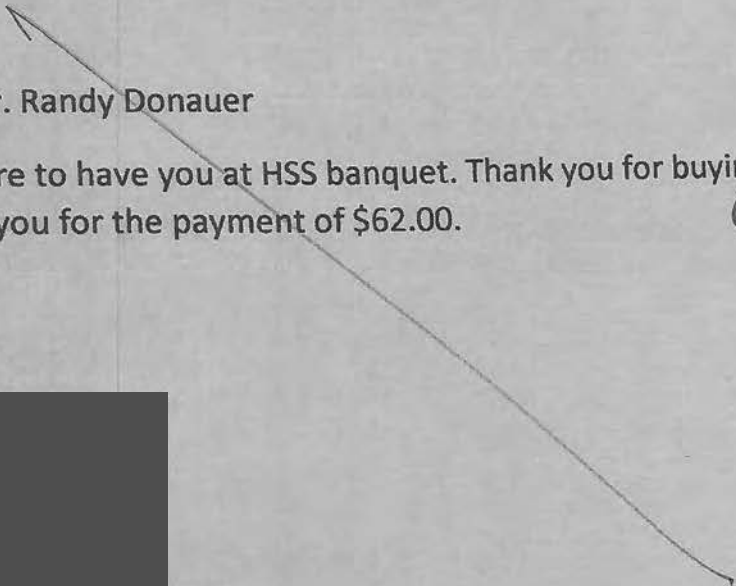 r. Randy Donauer
re to have you at HSS banquet. Thank you for buyin
you for the payment of $62.00.